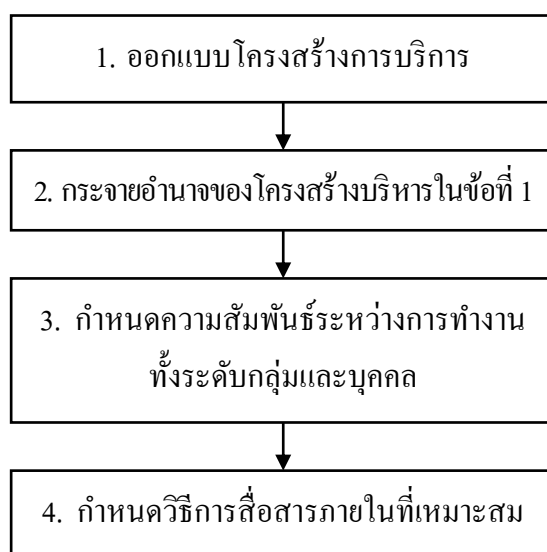 1. ออกแบบโครงสร้างการบริการ
2. กระจายอำนาจของโครงสร้างบริหารในข้อที่ 1
3. กำหนดความสัมพันธ์ระหว่างการทำงาน
ทั้งระดับกลุ่มและบุคคล
4. กำหนดวิธีการสื่อสารภายในที่เหมาะสม